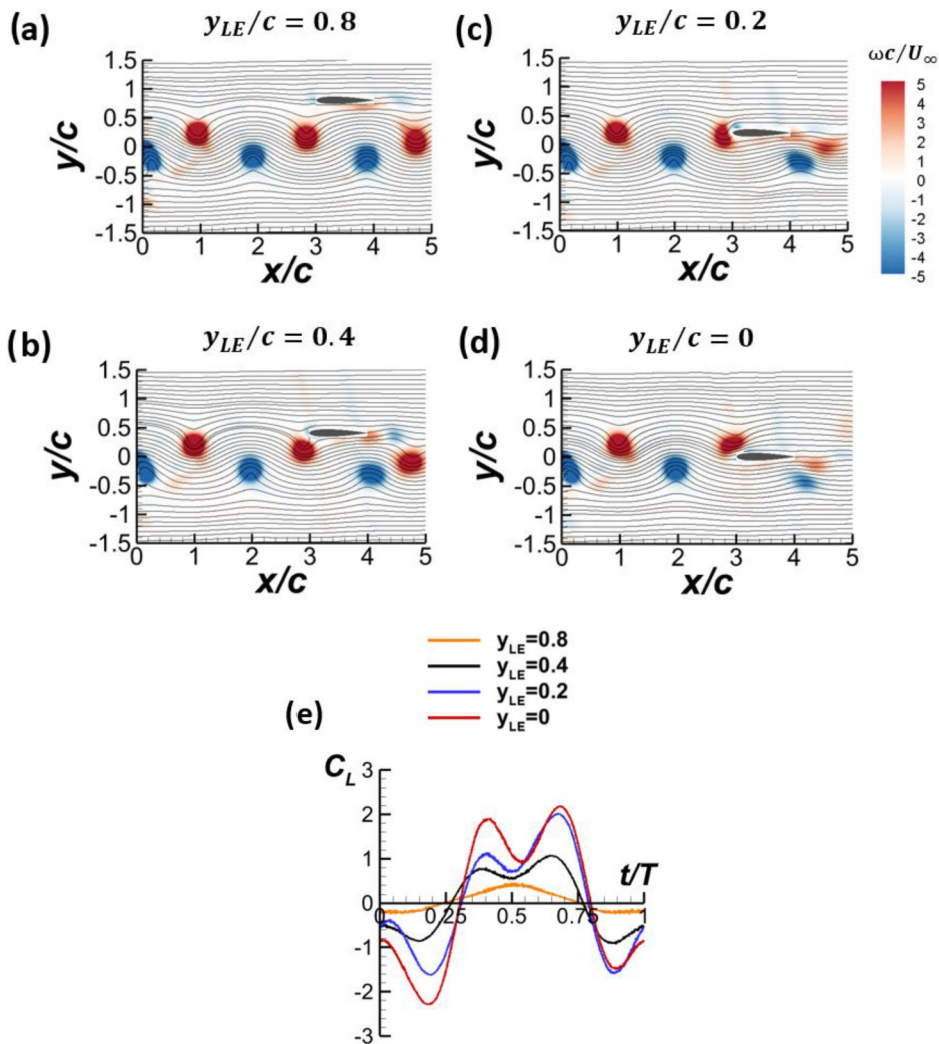 (a)
y_LE/c = 0.8
1.5
1
0.5
0
-0.5
-1
-1.5
y/c
0 1 2 3 4 5
x/c
(c)
y_LE/c = 0.2
1.5
1
0.5
0
-0.5
-1
-1.5
y/c
0 1 2 3 4 5
x/c
ωc/U∞
5
4
3
2
1
0
-1
-2
-3
-4
-5
(b)
y_LE/c = 0.4
1.5
1
0.5
0
-0.5
-1
-1.5
y/c
0 1 2 3 4 5
x/c
(d)
y_LE/c = 0
1.5
1
0.5
0
-0.5
-1
-1.5
y/c
0 1 2 3 4 5
x/c
y_LE=0.8
y_LE=0.4
y_LE=0.2
y_LE=0
(e)
C_L
3
2
1
0
-1
-2
-3
0 0.25 0.5 0.75 1
t/T